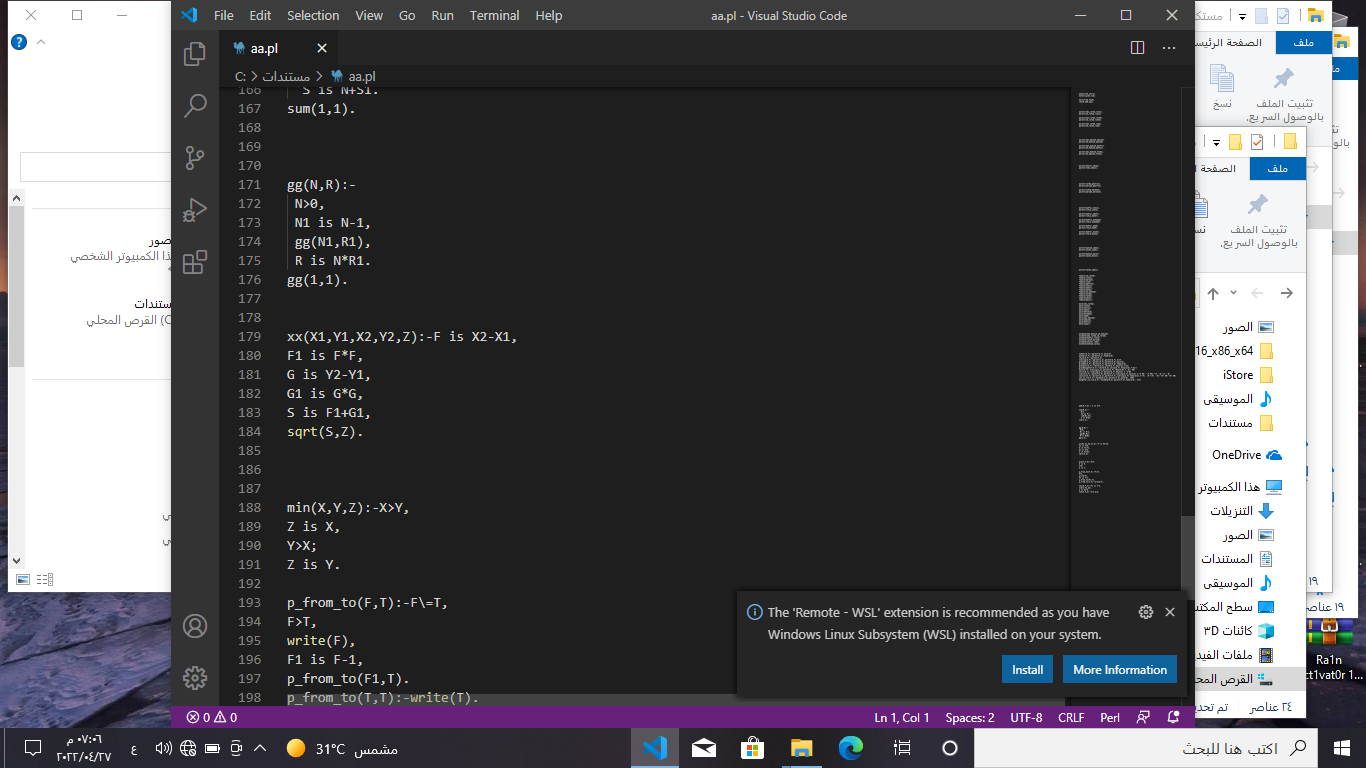 File Edit Selection View Go Run Terminal Help
aa.pl - Visual Studio Code
aa.pl
C: > مستندات > aa.pl
166 S is N+S1.
167 sum(1,1).
168
169
170
171 gg(N,R):-
172 N>0,
173 N1 is N-1,
174 gg(N1,R1),
175 R is N*R1.
176 gg(1,1).
177
178
179 xx(X1,Y1,X2,Y2,Z):-F is X2-X1,
180 F1 is F*F,
181 G is Y2-Y1,
182 G1 is G*G,
183 S is F1+G1,
184 sqrt(S,Z).
185
186
187
188 min(X,Y,Z):-X>Y,
189 Z is X,
190 Y>X;
191 Z is Y.
192
193 p_from_to(F,T):-F\=T,
194 F>T,
195 write(F),
196 F1 is F-1,
197 p_from_to(F1,T).
198 p_from_to(T,T):-write(T).
The 'Remote - WSL' extension is recommended as you have
Windows Linux Subsystem (WSL) installed on your system.
Install
More Information
0 0
Ln 1, Col 1 Spaces: 2 UTF-8 CRLF Perl
ملف
الصفحة الرئيس
تثبيت الملف
بالوصول السريع.
نسخ
ملف
الصفحة
تثبيت الملف
بالوصول السريع.
الصور
16_x86_x64
iStore
الموسيقى
مستندات
OneDrive
هذا الكمبيوتر
التنزيلات
الصور
المستندات
الموسيقى
سطح المكتب
كائنات ٣D
ملفات الفيد
القرص المح
٢٤ عناصر
تم تحديد
١٩ عناصر
Ra1n
ct1vat0r 1...
صور
ذا الكمبيوتر الشخصي
ستندات
القرص المحلي (C
اكتب هنا للبحث
31°C مشمس
ع
٠٧:٠٦ م
٢٠٢٢/٠٤/٢٧